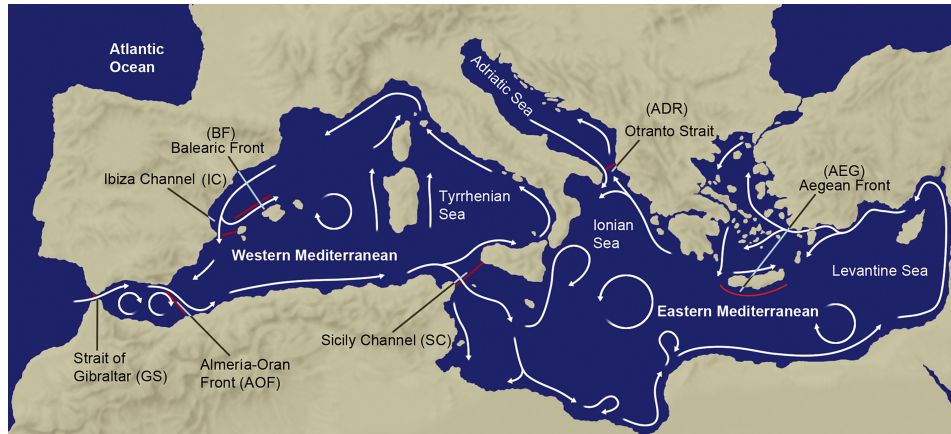 Atlantic
Ocean
Adriatic Sea
(ADR)
Otranto Strait
(BF)
Balearic Front
Ibiza Channel (IC)
(AEG)
Aegean Front
Tyrrhenian
Sea
Ionian
Sea
Western Mediterranean
Levantine Sea
Eastern Mediterranean
Sicily Channel (SC)
Strait of
Gibraltar (GS)
Almeria-Oran
Front (AOF)